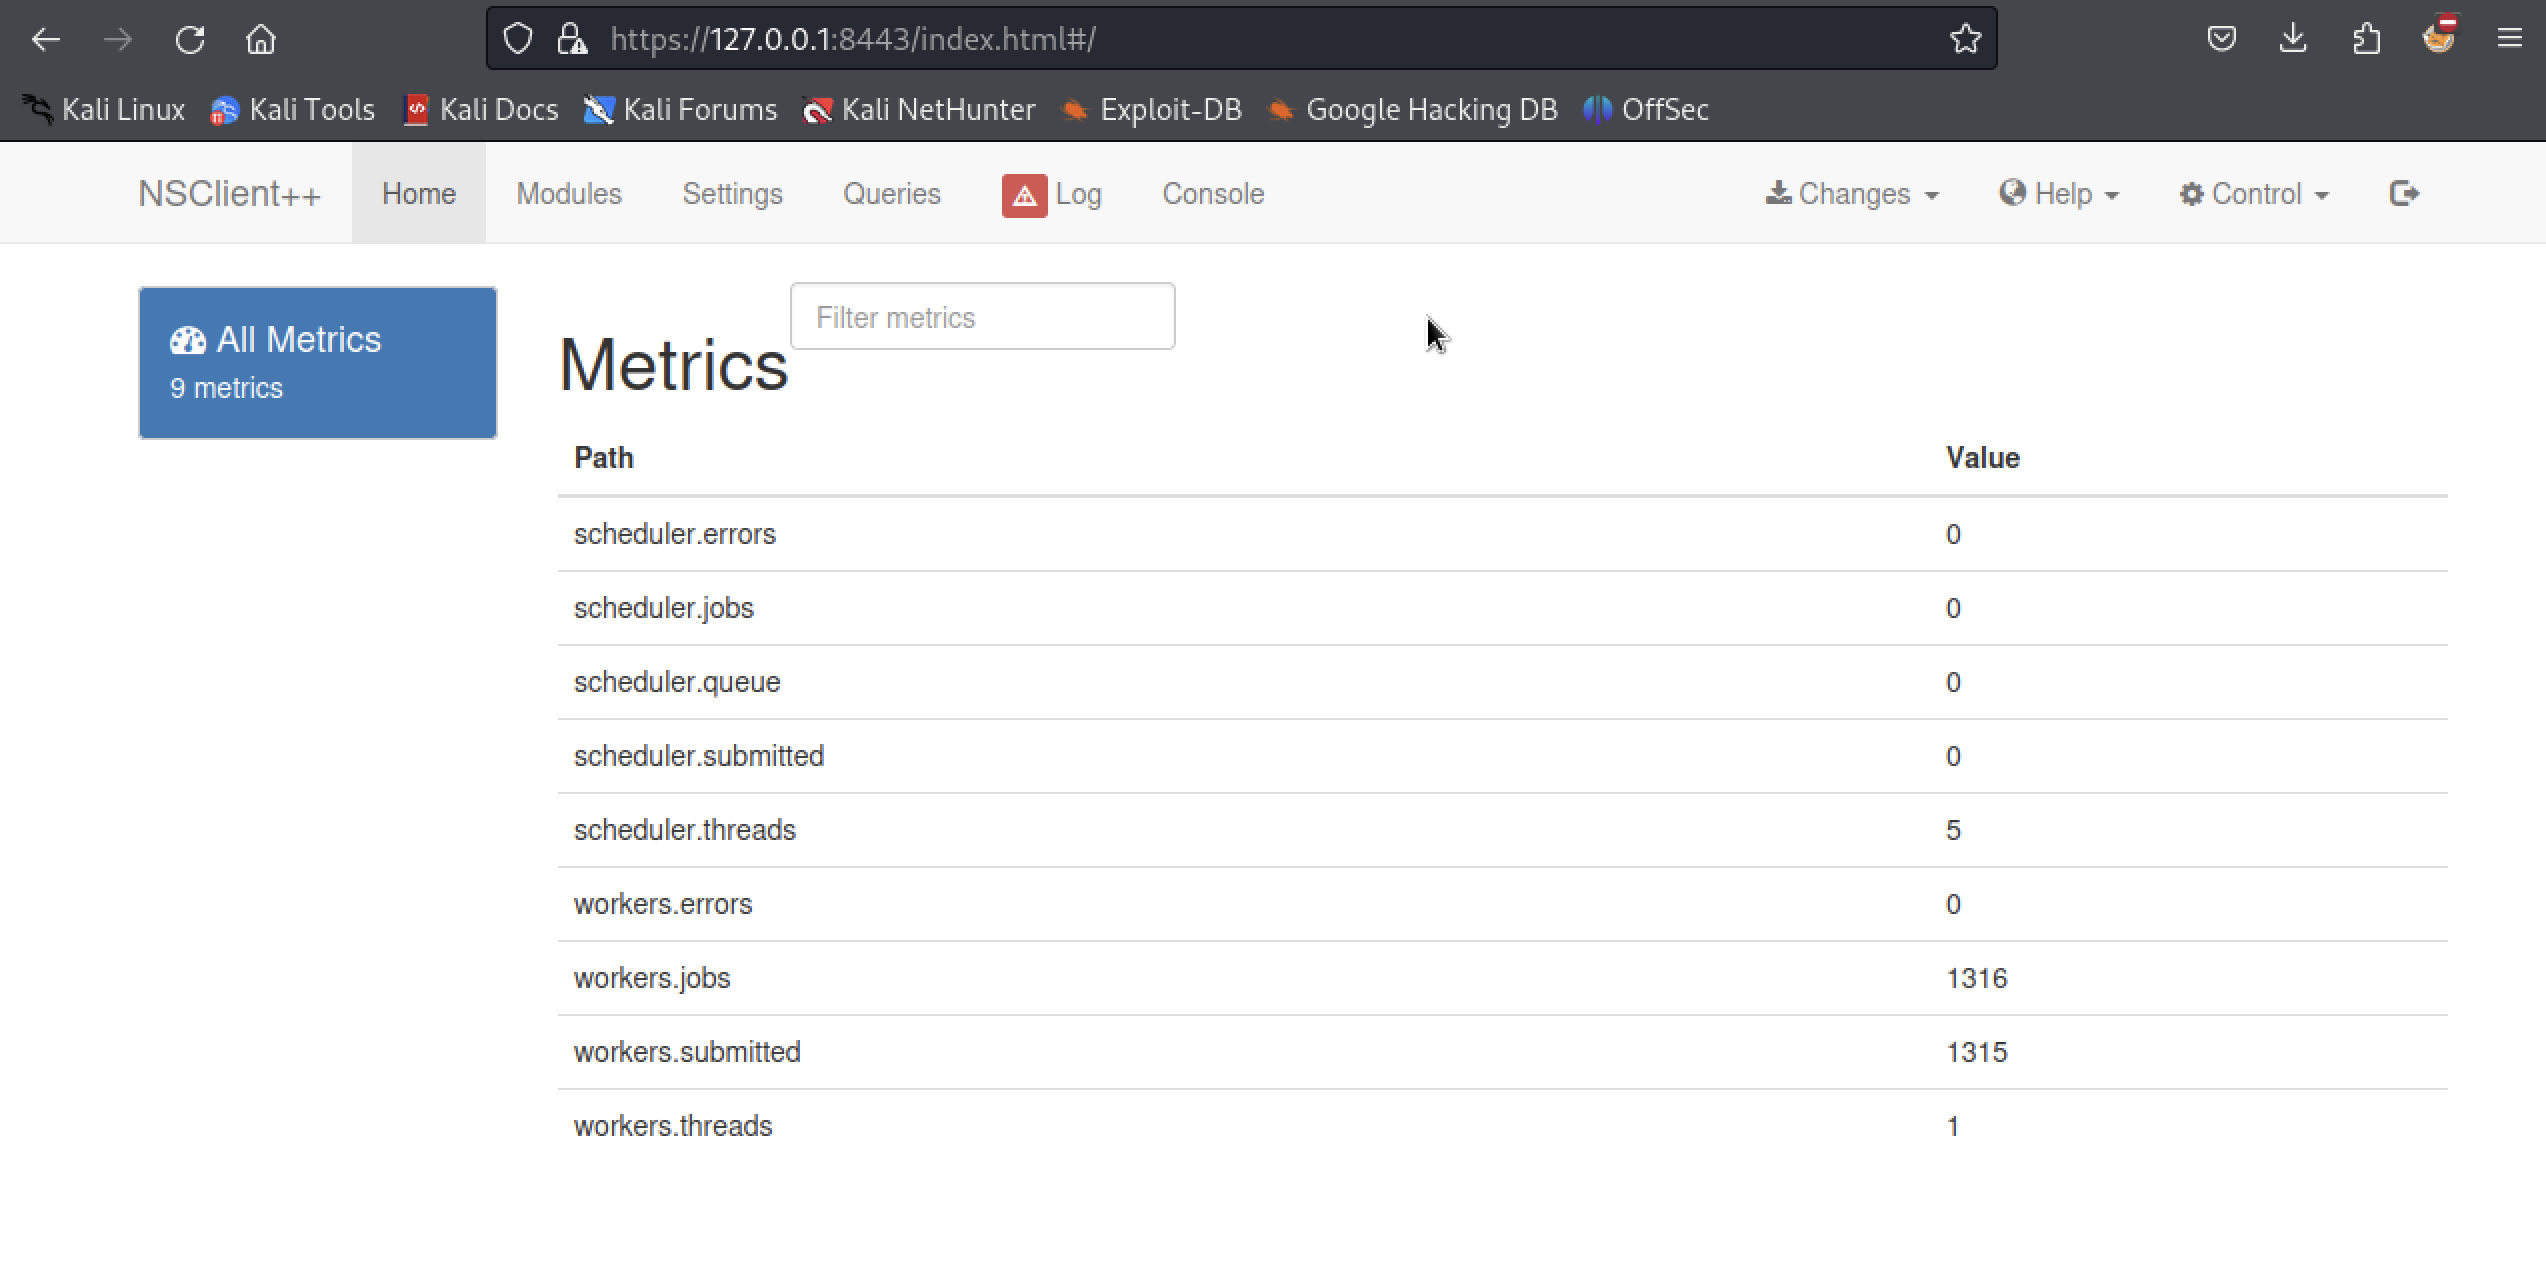 https://127.0.0.1:8443/index.html#/
Kali Linux Kali Tools Kali Docs Kali Forums Kali NetHunter Exploit-DB Google Hacking DB OffSec
NSClient++ Home Modules Settings Queries Log Console Changes Help Control
All Metrics
9 metrics
Filter metrics
Metrics
Path Value
scheduler.errors 0
scheduler.jobs 0
scheduler.queue 0
scheduler.submitted 0
scheduler.threads 5
workers.errors 0
workers.jobs 1316
workers.submitted 1315
workers.threads 1